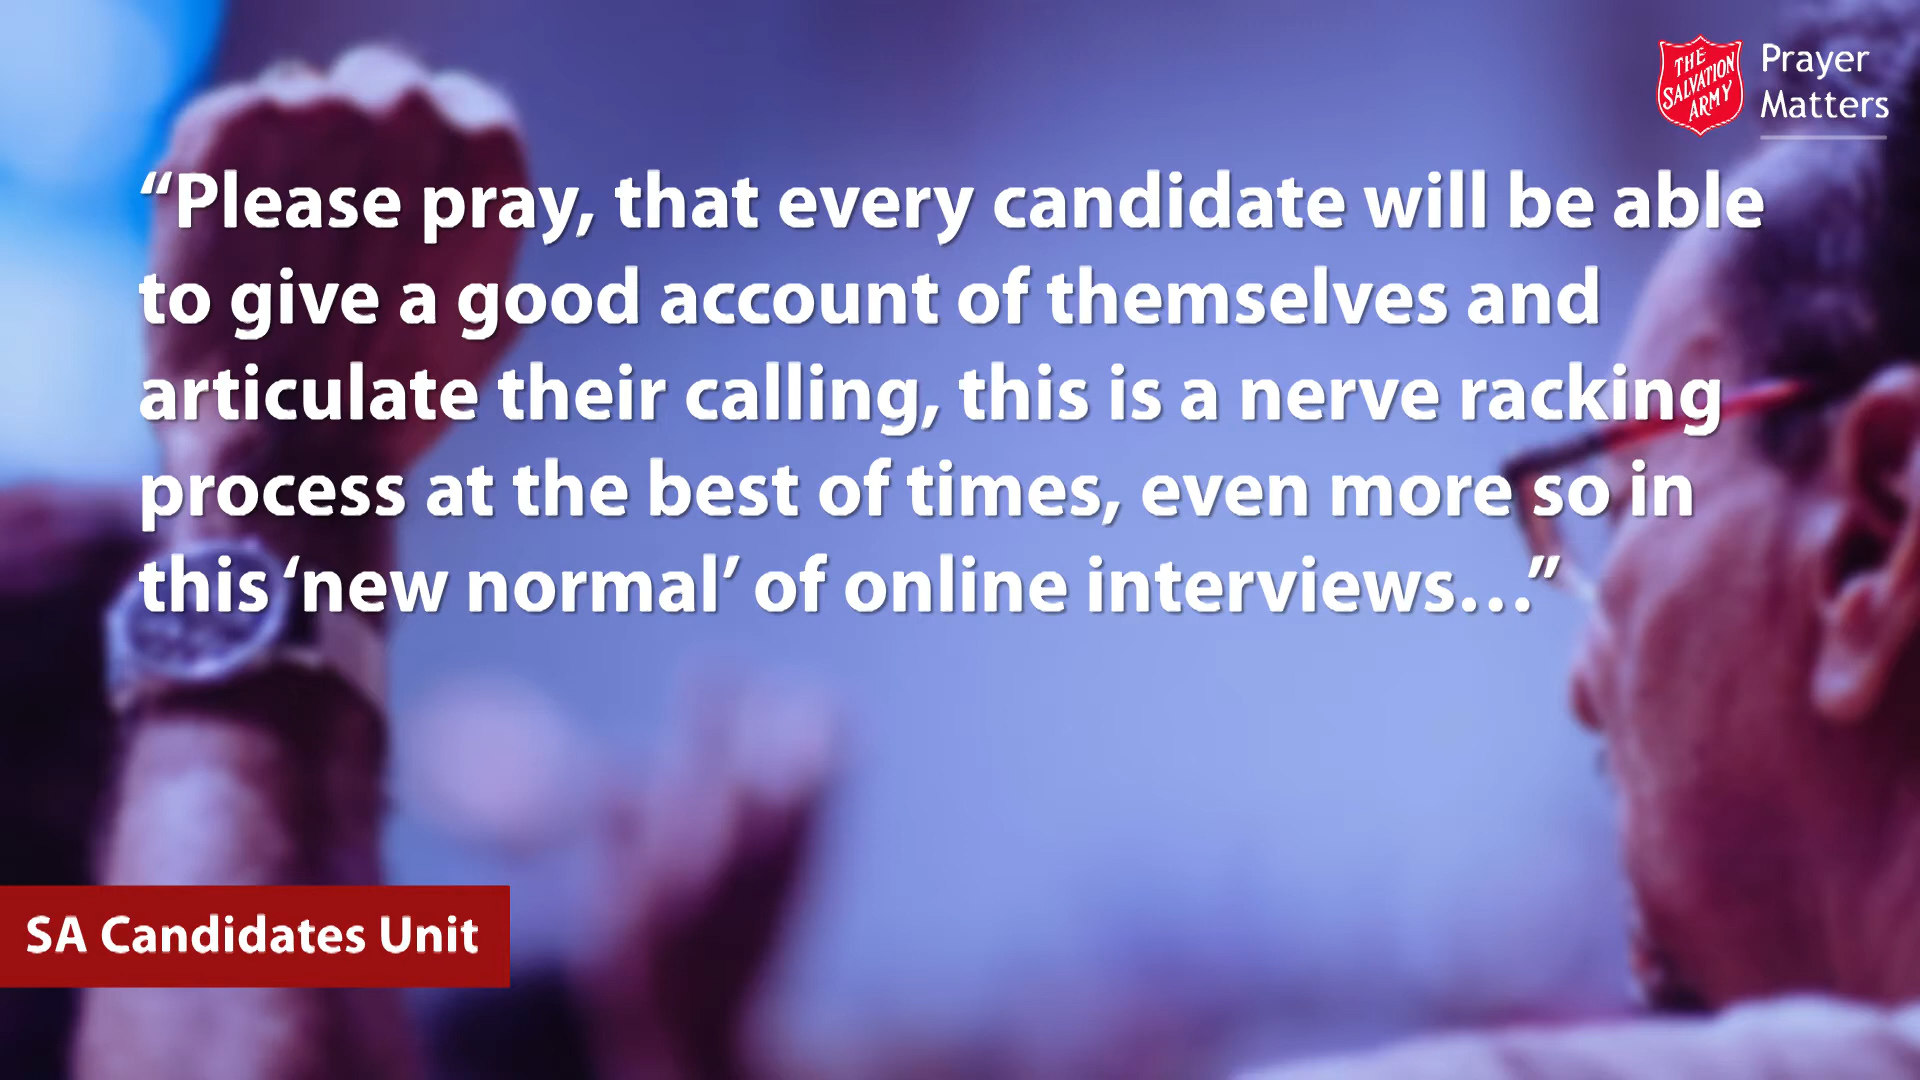 THE
SALVATION
ARMY
Prayer
Matters
“Please pray, that every candidate will be able
to give a good account of themselves and
articulate their calling, this is a nerve racking
process at the best of times, even more so in
this ‘new normal’ of online interviews…”
SA Candidates Unit